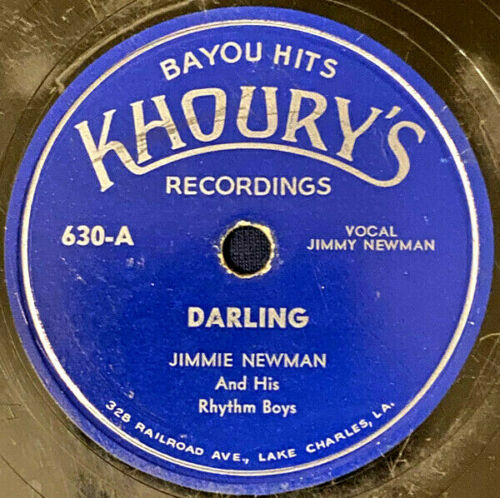 BAYOU HITS
KHOURY'S
RECORDINGS
630-A
VOCAL
JIMMY NEWMAN
DARLING
JIMMIE NEWMAN
And His
Rhythm Boys
328 RAILROAD AVE., LAKE CHARLES, LA.